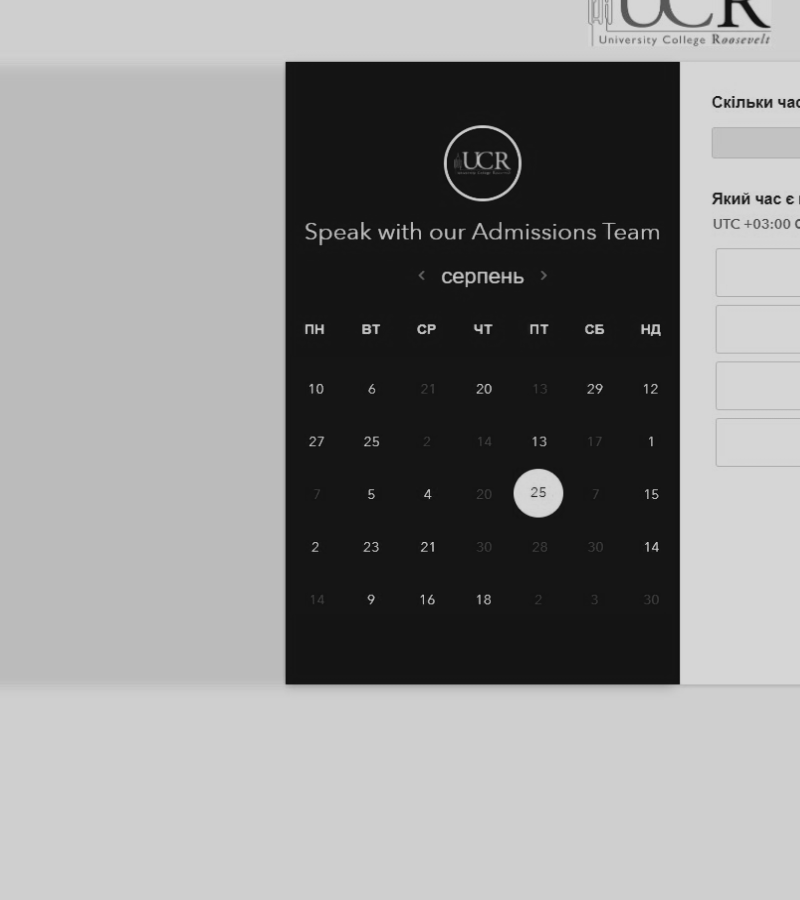 UCR
University College Roosevelt
UCR
Speak with our Admissions Team
‹ серпень ›
ПН ВТ СР ЧТ ПТ СБ НД
10 6 21 20 13 29 12
27 25 2 14 13 17 1
7 5 4 20 25 7 15
2 23 21 30 28 30 14
14 9 16 18 2 3 30
Скільки час
Який час є
UTC +03:00